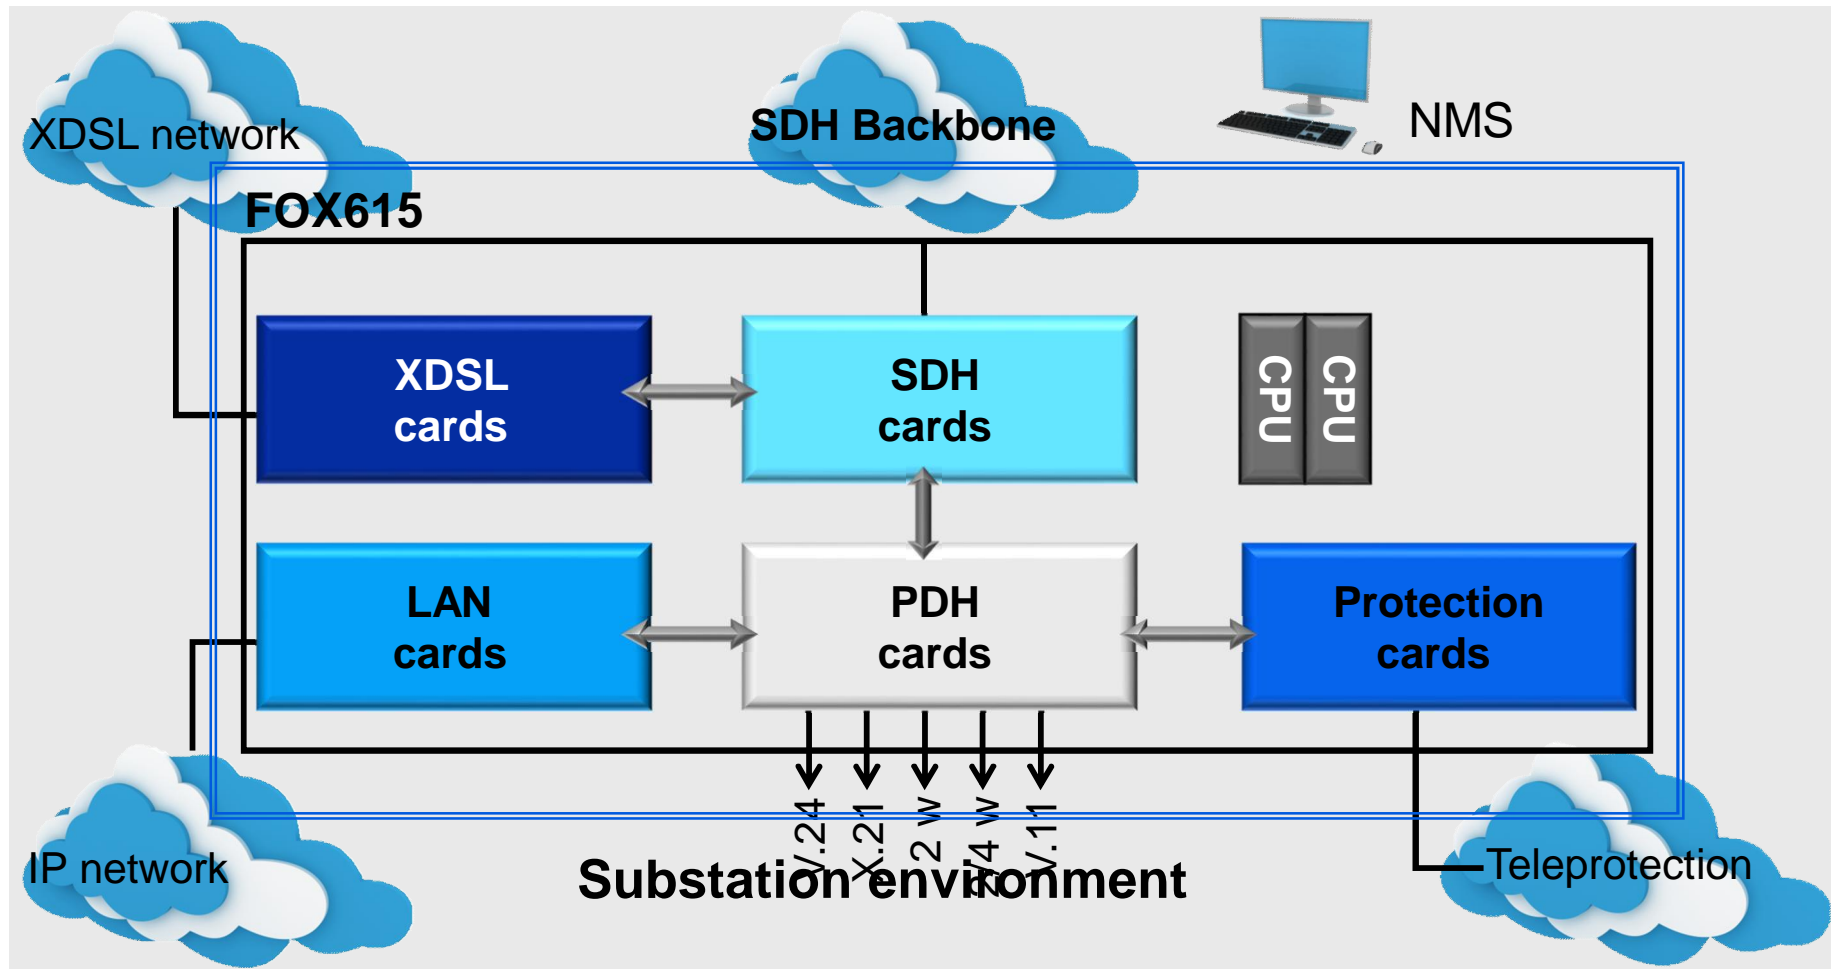 XDSL network
SDH Backbone
NMS
FOX615
XDSL
cards
SDH
cards
CPU
CPU
LAN
cards
PDH
cards
Protection
cards
V.24
X.21
2 w
2/4 w
V.11
IP network
Substation environment
Teleprotection